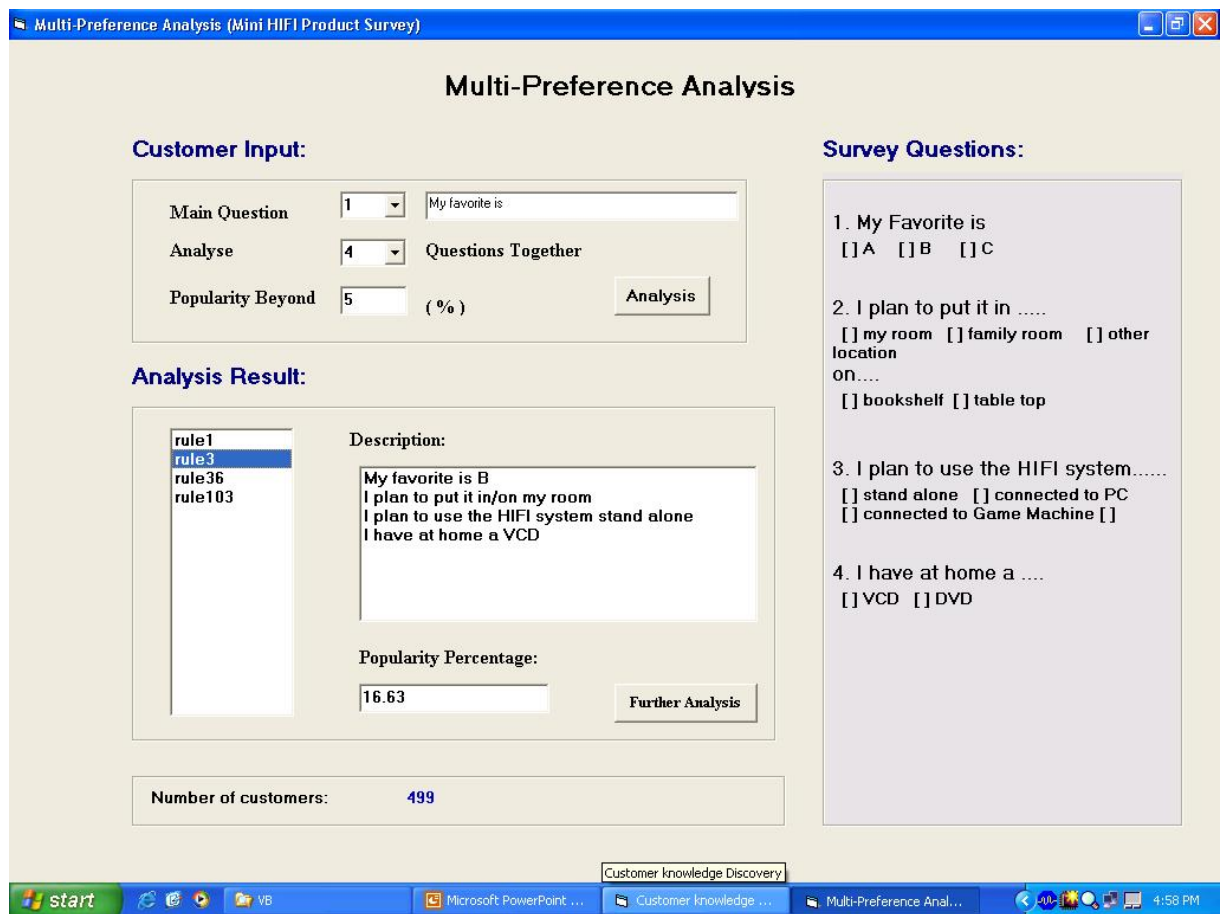 Multi-Preference Analysis (Mini HIFI Product Survey)
Multi-Preference Analysis
Customer Input:
Main Question
1
My favorite is
Analyse
4
Questions Together
Popularity Beyond
5
( % )
Analysis
Analysis Result:
rule1
rule3
rule36
rule103
Description:
My favorite is B
I plan to put it in/on my room
I plan to use the HIFI system stand alone
I have at home a VCD
Popularity Percentage:
16.63
Further Analysis
Number of customers:
499
Survey Questions:
1. My Favorite is
[ ] A [ ] B [ ] C
2. I plan to put it in .....
[ ] my room [ ] family room [ ] other
location
on....
[ ] bookshelf [ ] table top
3. I plan to use the HIFI system......
[ ] stand alone [ ] connected to PC
[ ] connected to Game Machine [ ]
4. I have at home a ....
[ ] VCD [ ] DVD
Customer knowledge Discovery
start
VB
Microsoft PowerPoint ...
Customer knowledge ...
Multi-Preference Anal...
4:58 PM